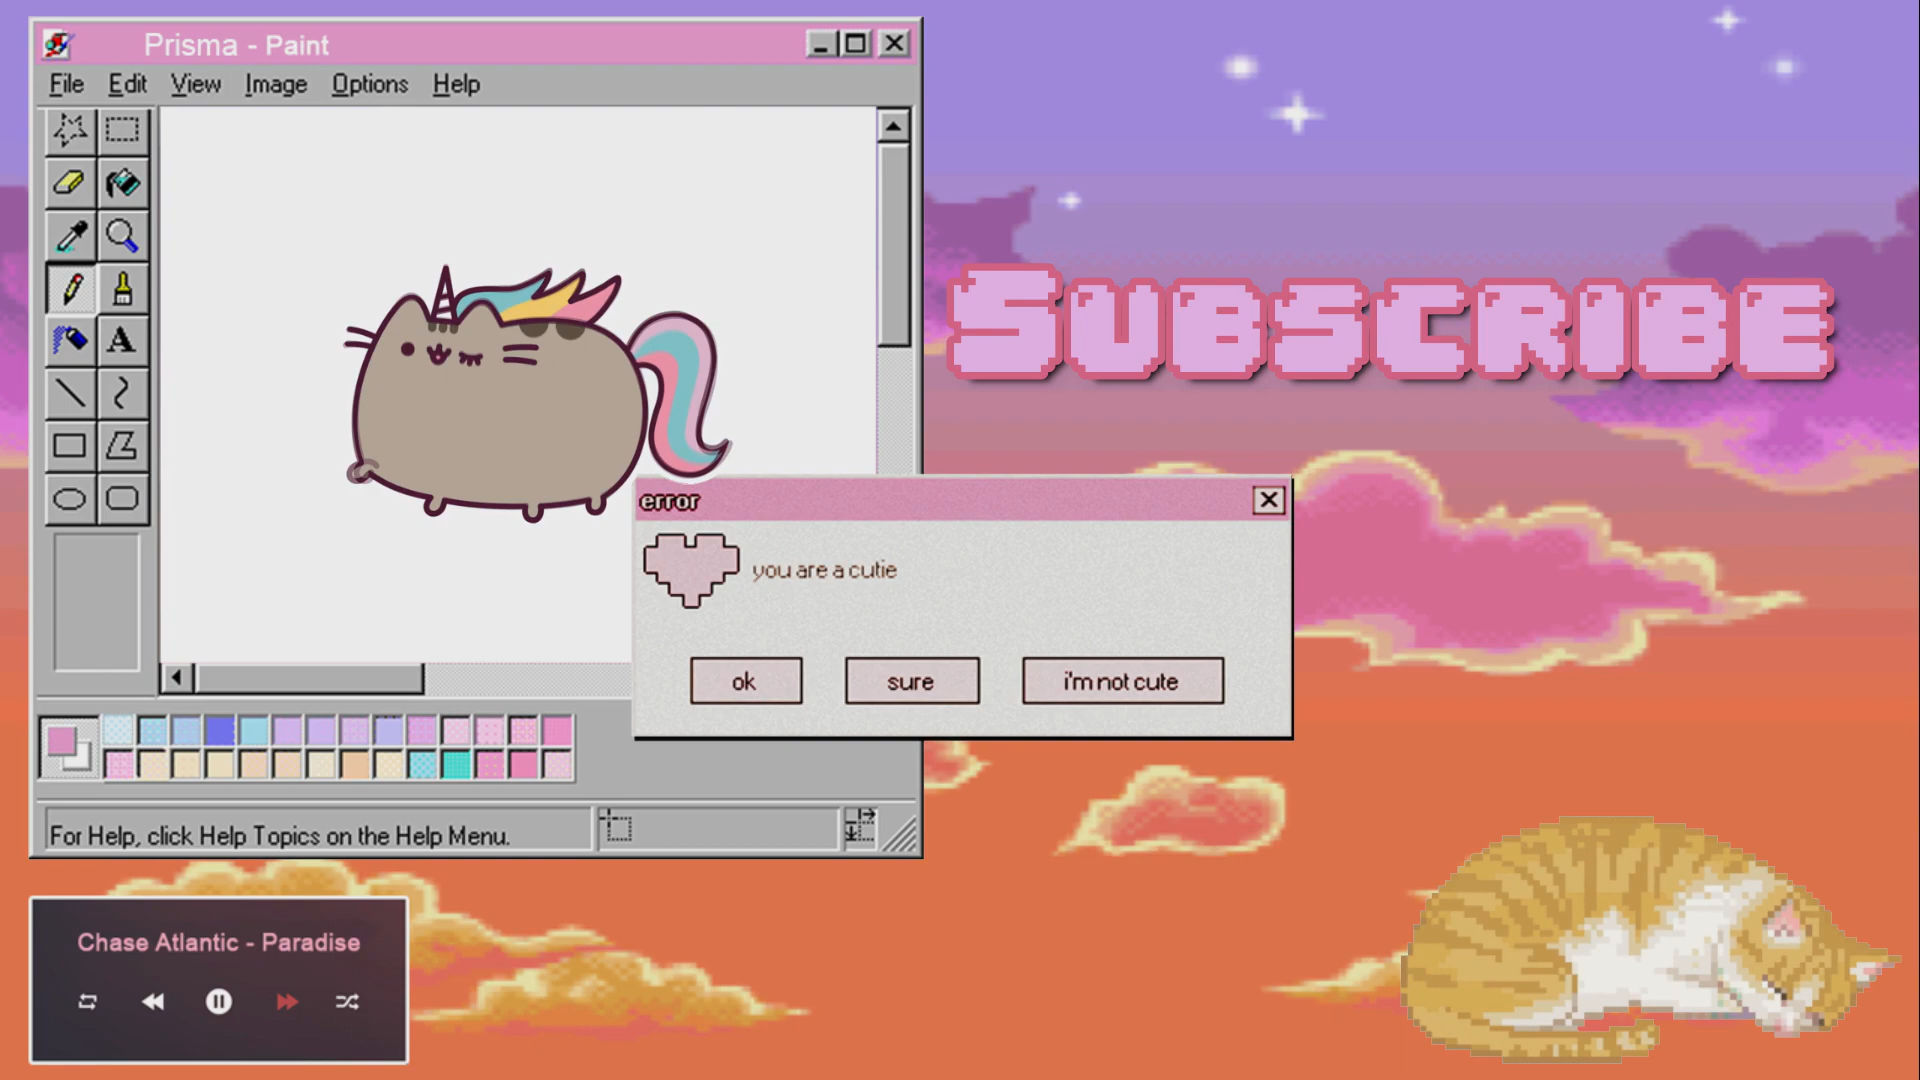 Prisma - Paint
File Edit View Image Options Help
A
SUBSCRIBE
error
you are a cutie
ok sure i'm not cute
For Help, click Help Topics on the Help Menu.
Chase Atlantic - Paradise